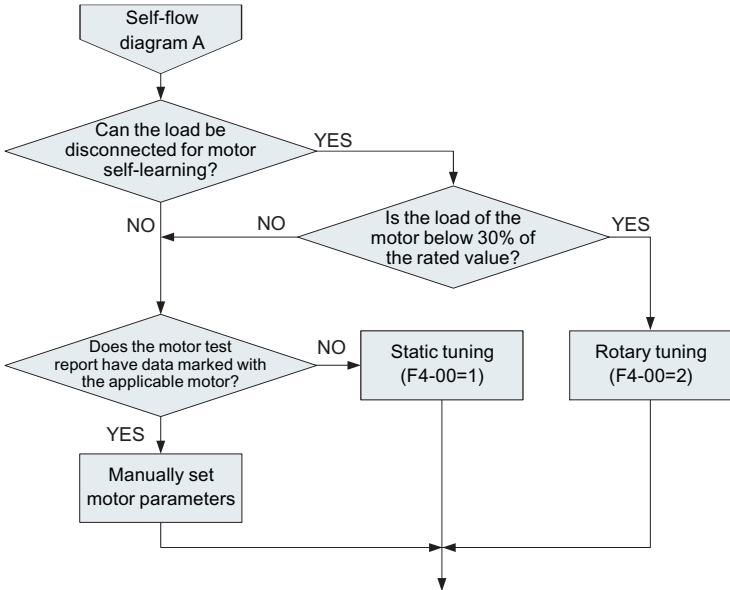 Self-flow
diagram A
Can the load be
disconnected for motor
self-learning?
YES
NO
Is the load of the
motor below 30% of
the rated value?
NO
YES
Does the motor test
report have data marked with
the applicable motor?
NO
YES
Static tuning
(F4-00=1)
Rotary tuning
(F4-00=2)
Manually set
motor parameters